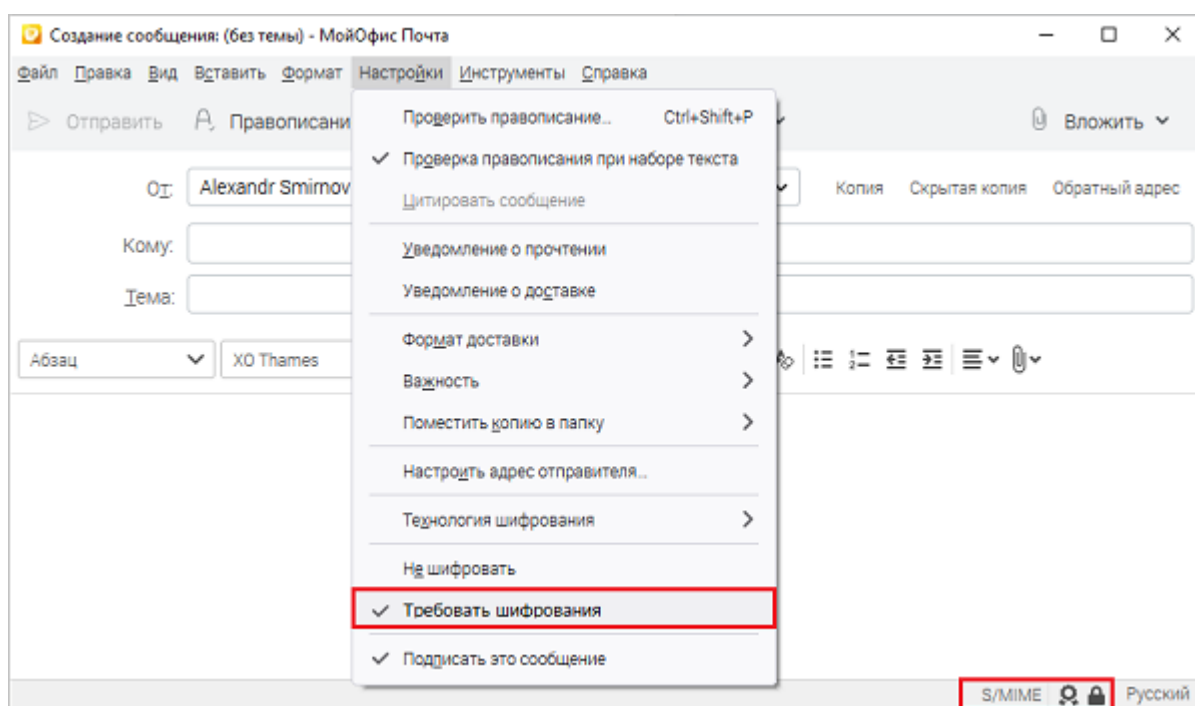 Создание сообщения: (без темы) - МойОфис Почта
Файл Правка Вид Вставить Формат Настройки Инструменты Справка
Отправить Правописани Вложить
От: Alexandr Smirnov Копия Скрытая копия Обратный адрес
Кому:
Тема:
Абзац XO Thames
Проверить правописание... Ctrl+Shift+P
Проверка правописания при наборе текста
Цитировать сообщение
Уведомление о прочтении
Уведомление о доставке
Формат доставки
Важность
Поместить копию в папку
Настроить адрес отправителя...
Технология шифрования
Не шифровать
Требовать шифрования
Подписать это сообщение
S/MIME Русский